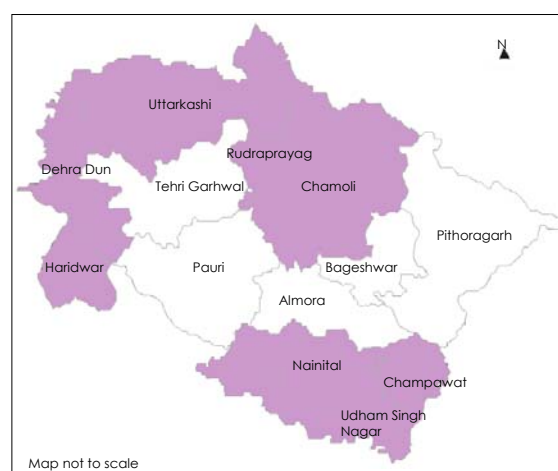 N
Uttarkashi
Rudraprayag
Dehra Dun
Tehri Garhwal
Chamoli
Pithoragarh
Haridwar
Pauri
Bageshwar
Almora
Nainital
Champawat
Udham Singh
Nagar
Map not to scale